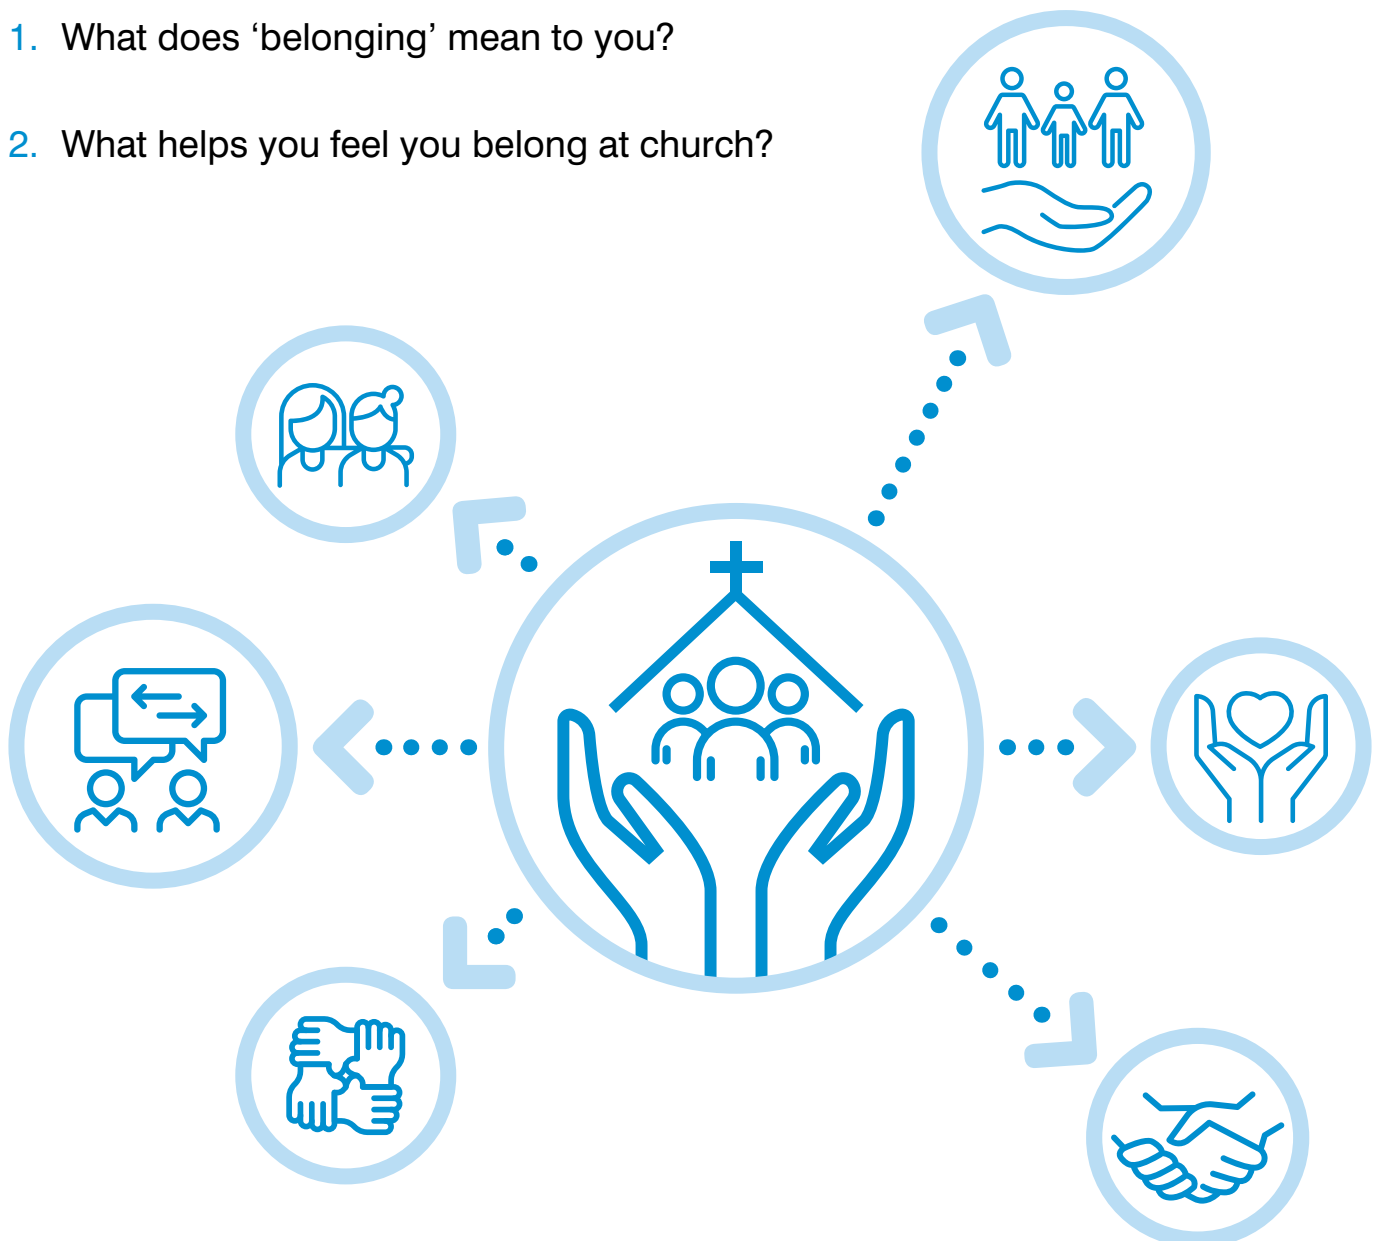 1. What does ‘belonging’ mean to you?
2. What helps you feel you belong at church?